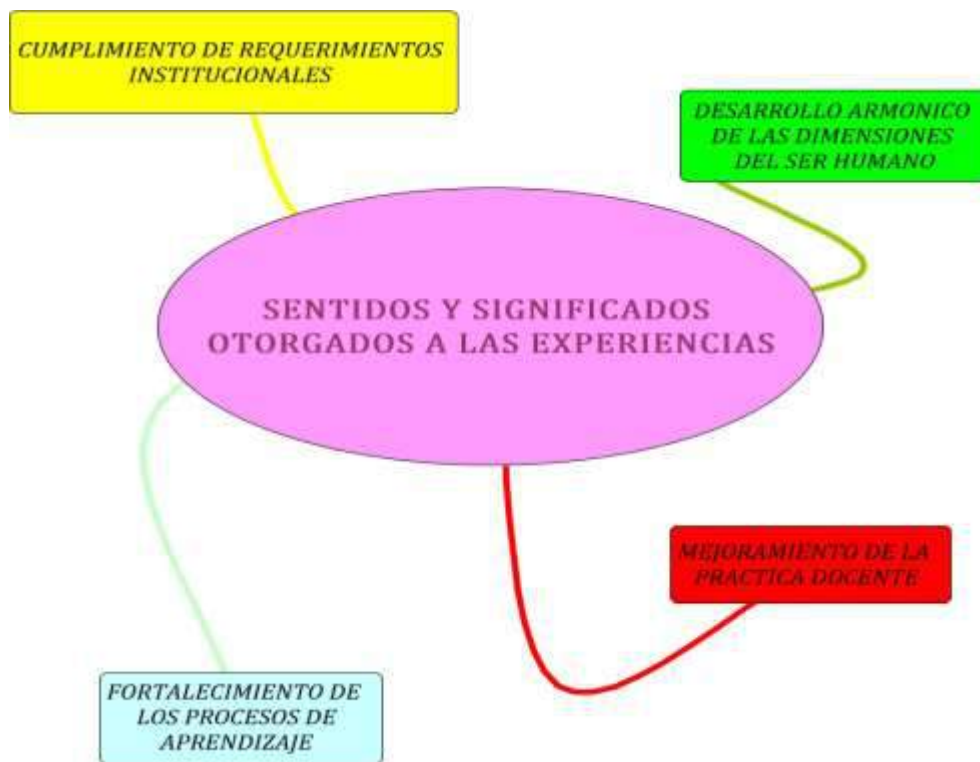 CUMPLIMIENTO DE REQUERIMIENTOS
INSTITUCIONALES
DESARROLLO ARMONICO
DE LAS DIMENSIONES
DEL SER HUMANO
SENTIDOS Y SIGNIFICADOS
OTORGADOS A LAS EXPERIENCIAS
MEJORAMIENTO DE LA
PRACTICA DOCENTE
FORTALECIMIENTO DE
LOS PROCESOS DE
APRENDIZAJE